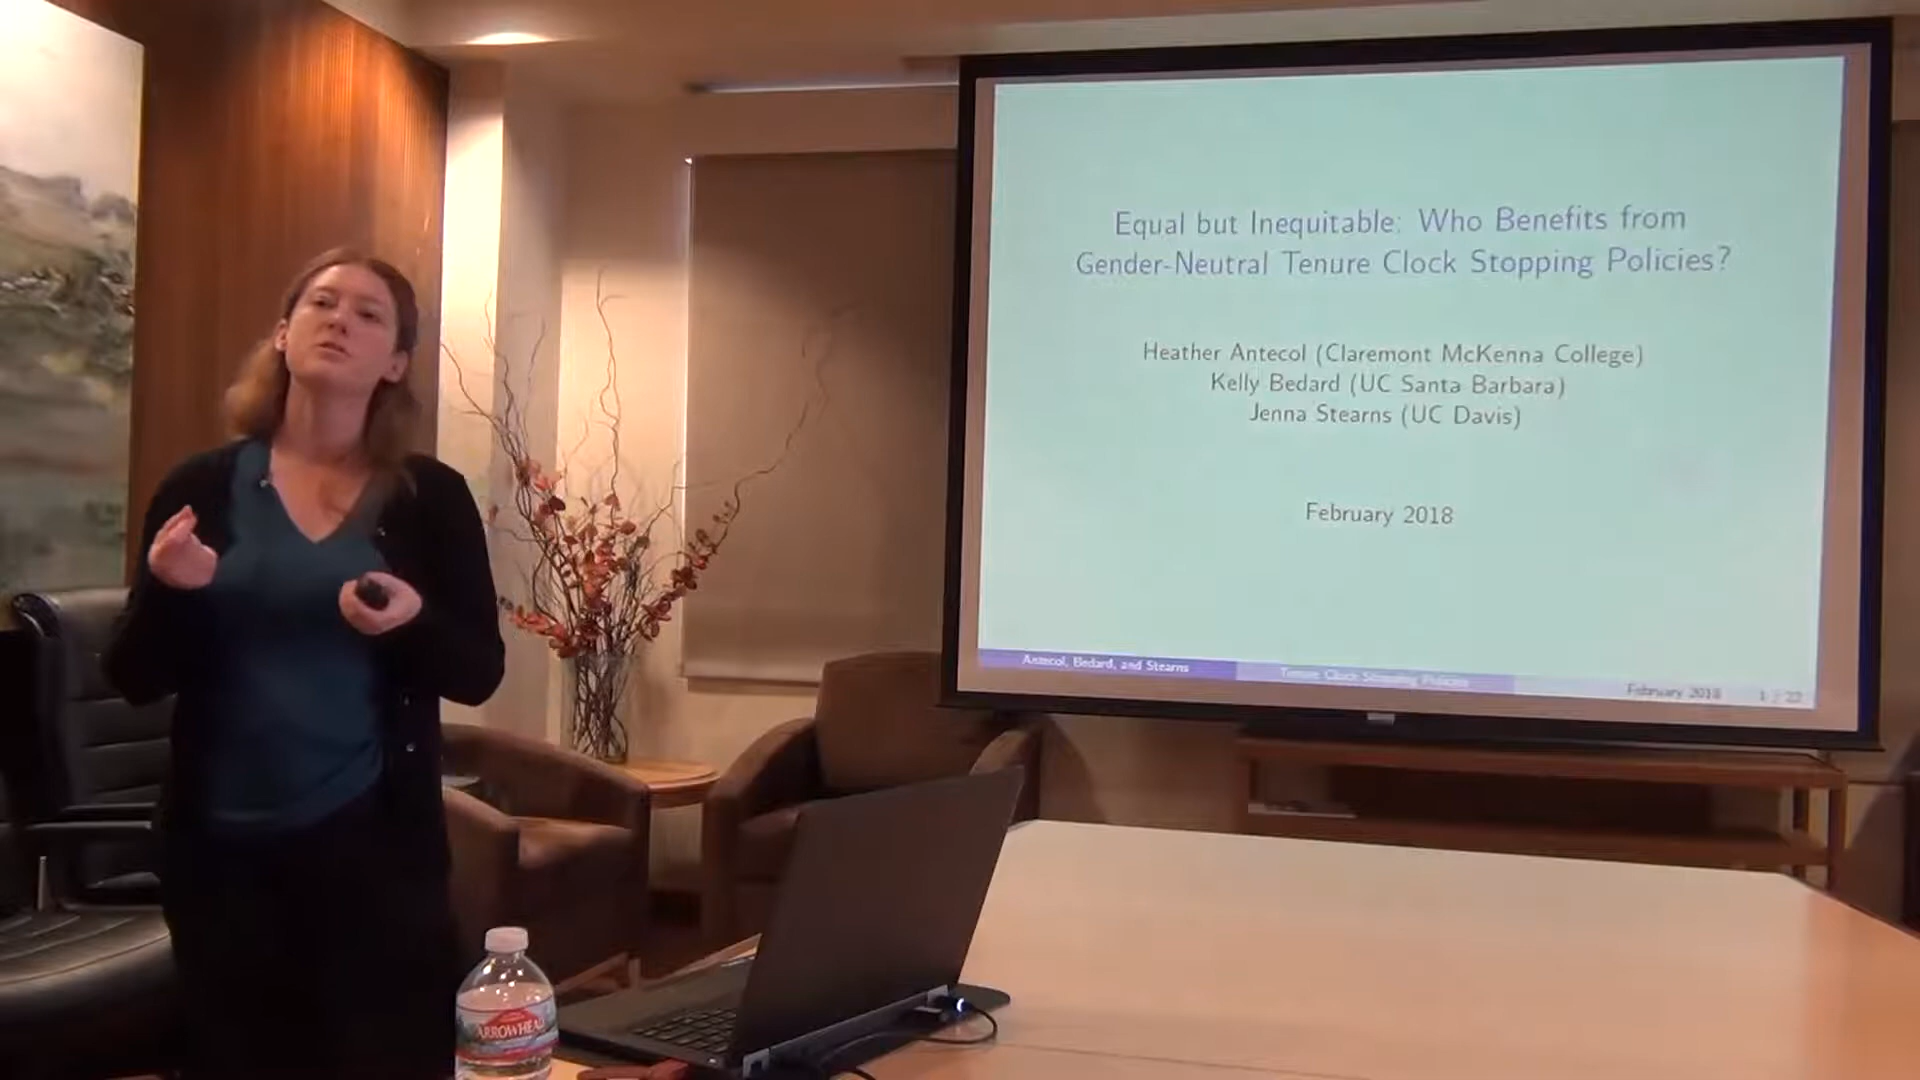 Equal but Inequitable: Who Benefits from
Gender-Neutral Tenure Clock Stopping Policies?
Heather Antecol (Claremont McKenna College)
Kelly Bedard (UC Santa Barbara)
Jenna Stearns (UC Davis)
February 2018
Antecol, Bedard, and Stearns
Tenure Clock Stopping Policies
February 2018
1 / 22
ARROWHEAD